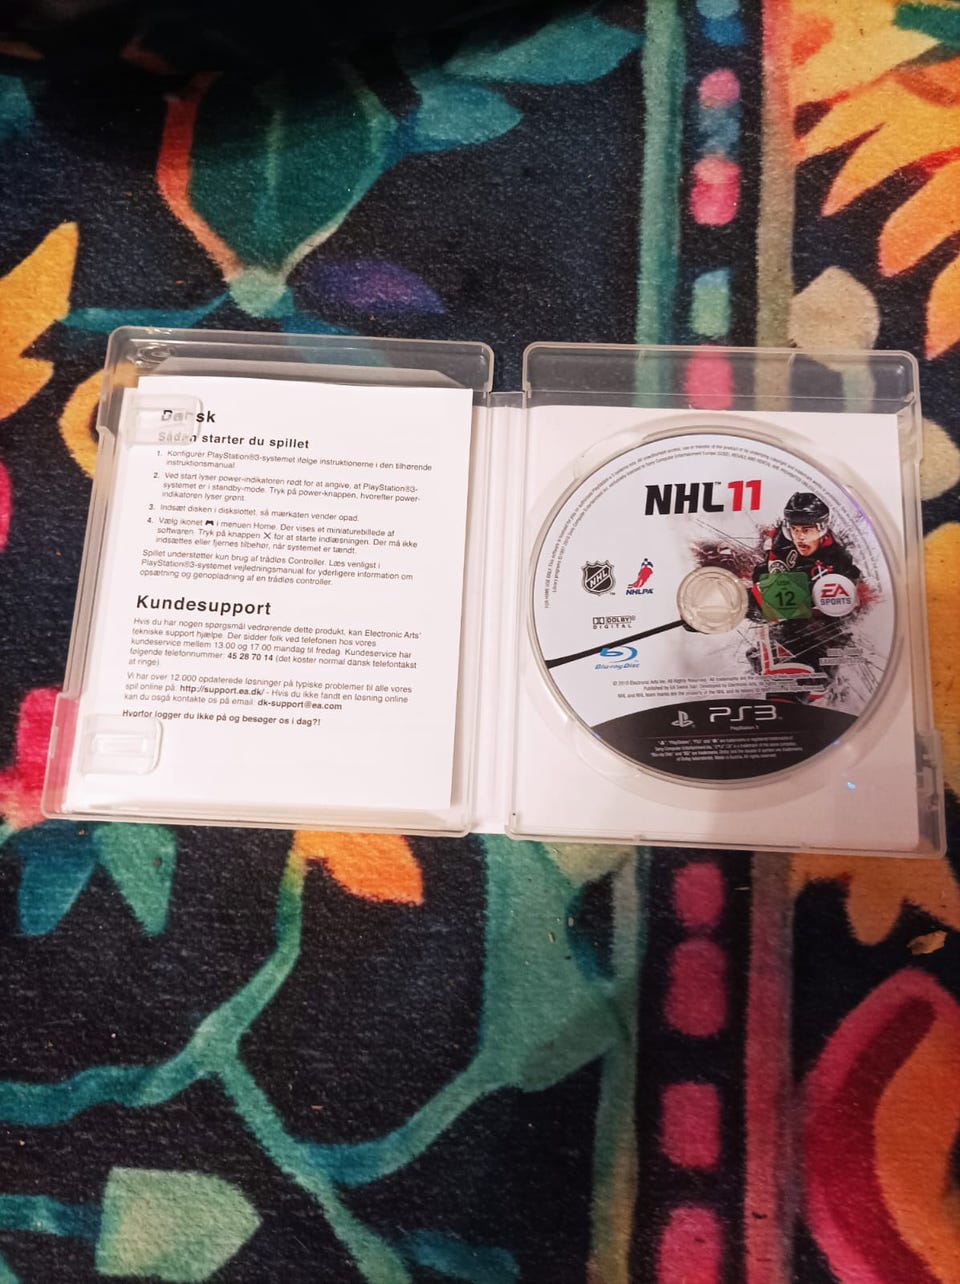 Dansk
Sådan starter du spillet
1. Konfigurer PlayStation®3-systemet ifølge instruktionerne i den tilhørende
instruktionsmanual
2. Ved start lyser power-indikatoren rødt for at angive, at PlayStation®3-
systemet er i standby-mode. Tryk på power-knappen, hvorefter power-
indikatoren lyser grønt.
3. Indsæt disken i diskslottet, så mærkaten vender opad.
4. Vælg ikonet i menuen Home. Der vises et miniaturebillede af
softwaren. Tryk på knappen X for at starte indlæsningen. Der må ikke
indsættes eller fjernes tilbehør, når systemet er tændt.
Spillet understøtter kun brug af trådløs Controller. Læs venligst i
PlayStation®3-systemet vejledningsmanual for yderligere information om
opsætning og genopladning af en trådløs controller.
Kundesupport
Hvis du har nogen spørgsmål vedrørende dette produkt, kan Electronic Arts'
tekniske support hjælpe. Der sidder folk ved telefonen hos vores
kundeservice mellem 13.00 og 17.00 mandag til fredag. Kundeservice har
følgende telefonnummer: 45 28 70 14 (det koster normal dansk telefontakst
at ringe).
Vi har over 12.000 opdaterede løsninger på typiske problemer til alle vores
spil online på: http://support.ea.dk/ - Hvis du ikke fandt en løsning online
kan du også kontakte os på email: dk-support@ea.com
Hvorfor logger du ikke på og besøger os i dag?!
NHL™ 11
NHL
NHLPA
12
EA
SPORTS
DOLBY
DIGITAL
Blu-ray Disc
PS3
PlayStation 3